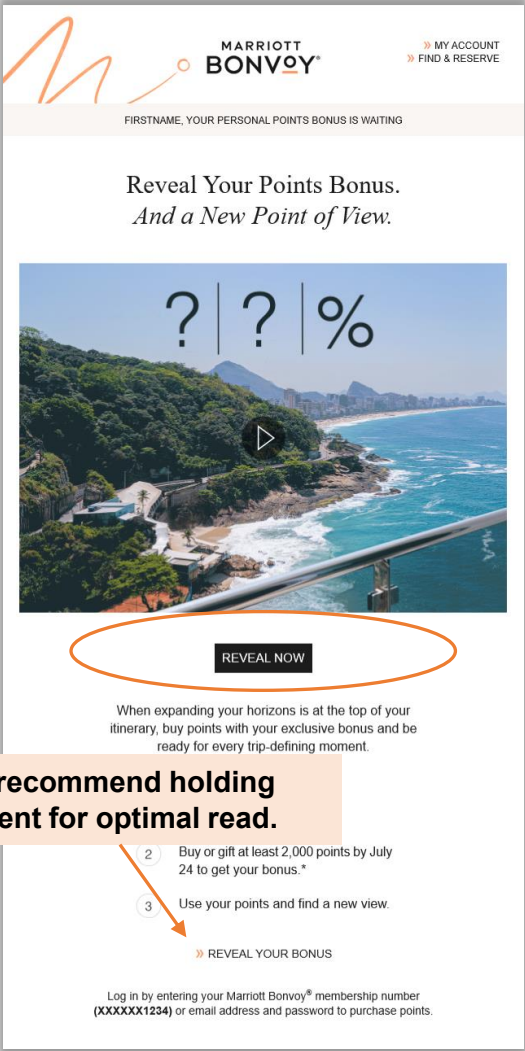 MARRIOTT
BONVOY®
» MY ACCOUNT
» FIND & RESERVE
FIRSTNAME, YOUR PERSONAL POINTS BONUS IS WAITING
Reveal Your Points Bonus.
And a New Point of View.
? | ? | %
REVEAL NOW
When expanding your horizons is at the top of your
itinerary, buy points with your exclusive bonus and be
ready for every trip-defining moment.
recommend holding
ent for optimal read.
2 Buy or gift at least 2,000 points by July
24 to get your bonus.*
3 Use your points and find a new view.
» REVEAL YOUR BONUS
Log in by entering your Marriott Bonvoy® membership number
(XXXXXX1234) or email address and password to purchase points.